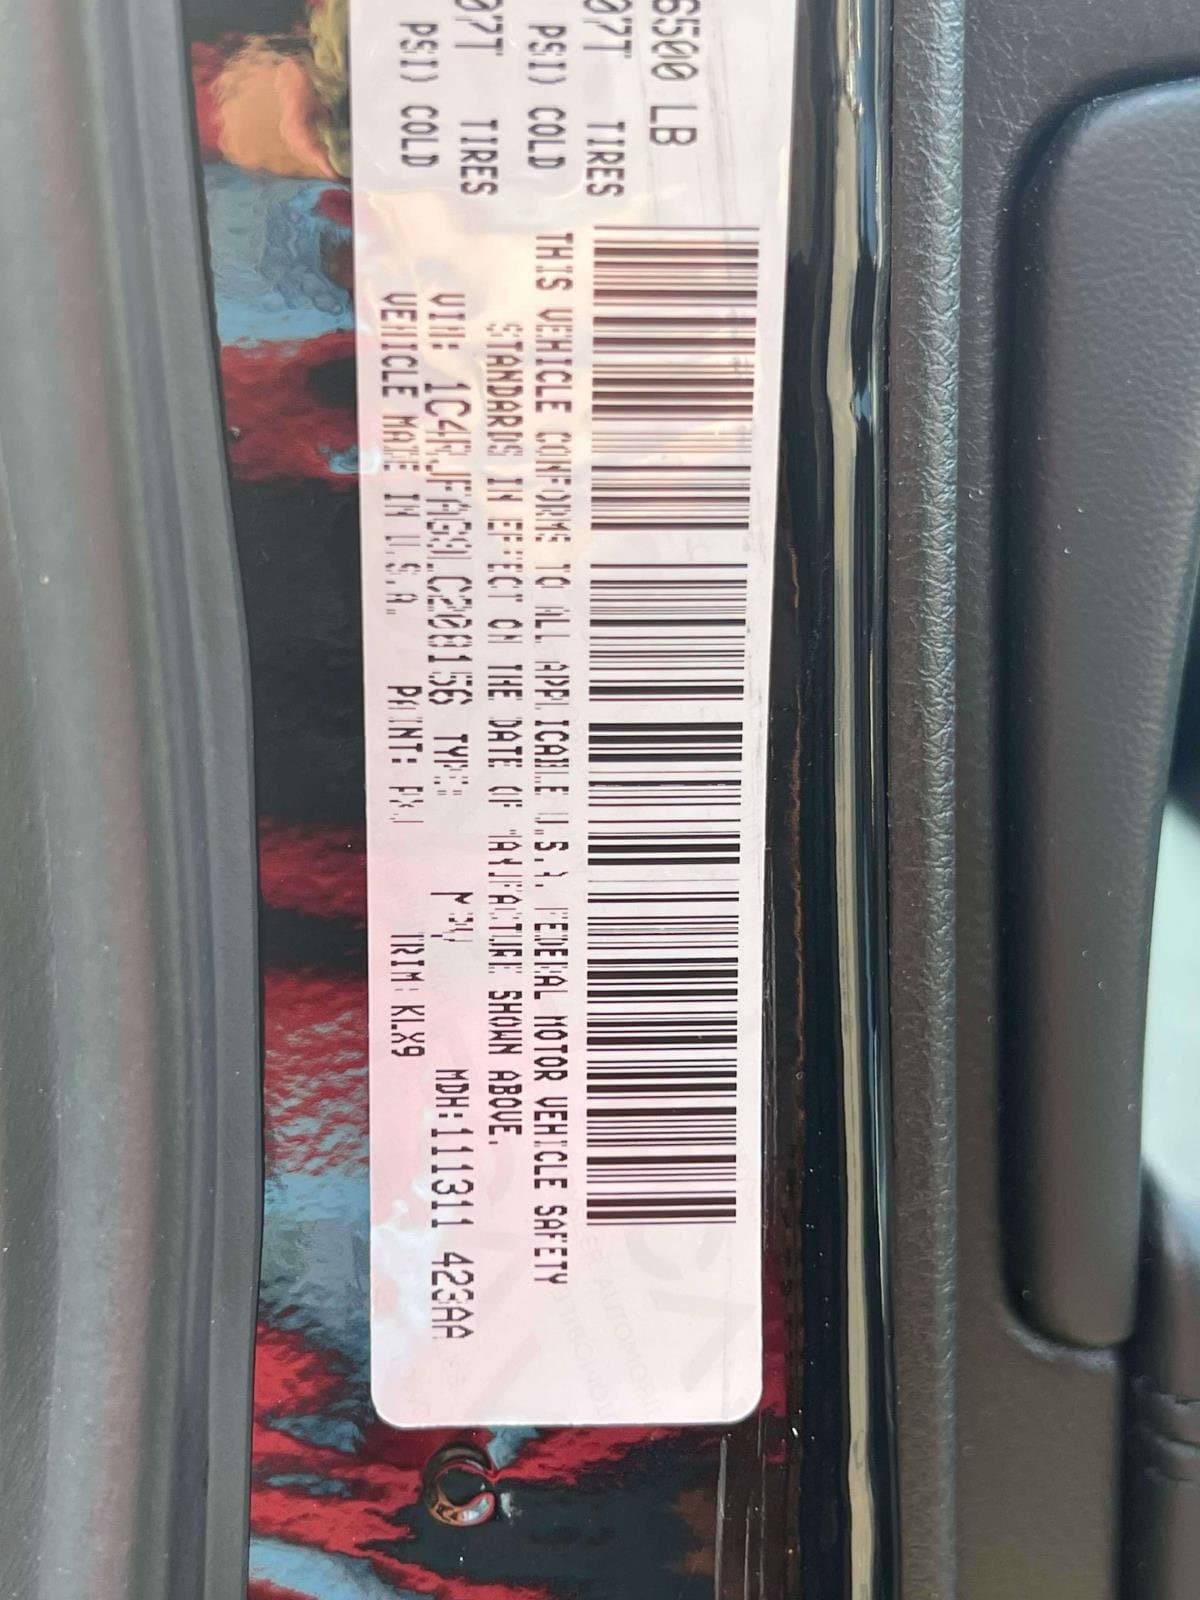 6500 LB
07T TIRES
PSI) COLD
07T TIRES
PSI) COLD
THIS VEHICLE CONFORMS TO ALL APPLICABLE U.S.A. FEDERAL MOTOR VEHICLE SAFETY
STANDARDS IN EFFECT ON THE DATE OF MANUFACTURE SHOWN ABOVE.
VIN: TYPE: MPV MDH:111311 423AA
VEHICLE MADE IN U.S.A. PAINT: TRIM: KLX9